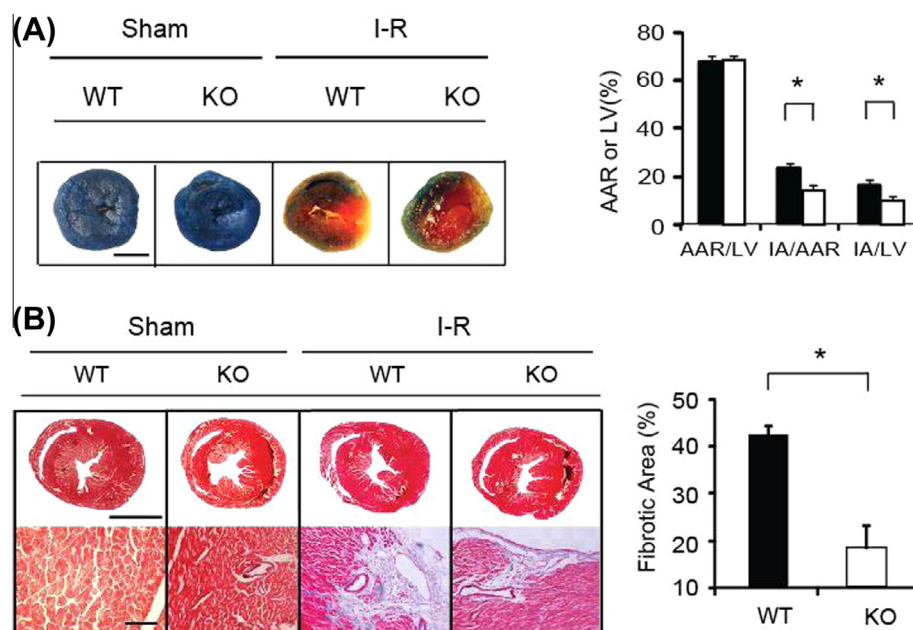 (A)
Sham I-R
WT KO WT KO
AAR or LV(%)
80
60
40
20
0
* *
AAR/LV IA/AAR IA/LV
(B)
Sham I-R
WT KO WT KO
Fibrotic Area (%)
50
40
30
20
10
*
WT KO